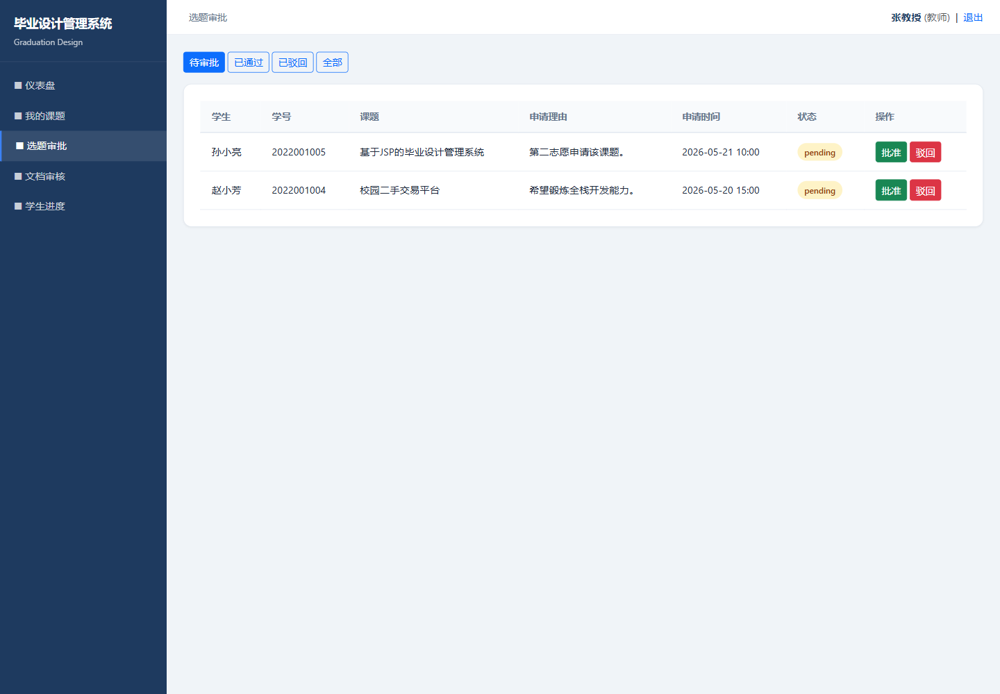 毕业设计管理系统
Graduation Design
仪表盘
我的课题
选题审批
文档审核
学生进度
选题审批
张教授 (教师) | 退出
待审批 已通过 已驳回 全部
学生 学号 课题 申请理由 申请时间 状态 操作
孙小亮 2022001005 基于JSP的毕业设计管理系统 第二志愿申请该课题。 2026-05-21 10:00 pending 批准 驳回
赵小芳 2022001004 校园二手交易平台 希望锻炼全栈开发能力。 2026-05-20 15:00 pending 批准 驳回